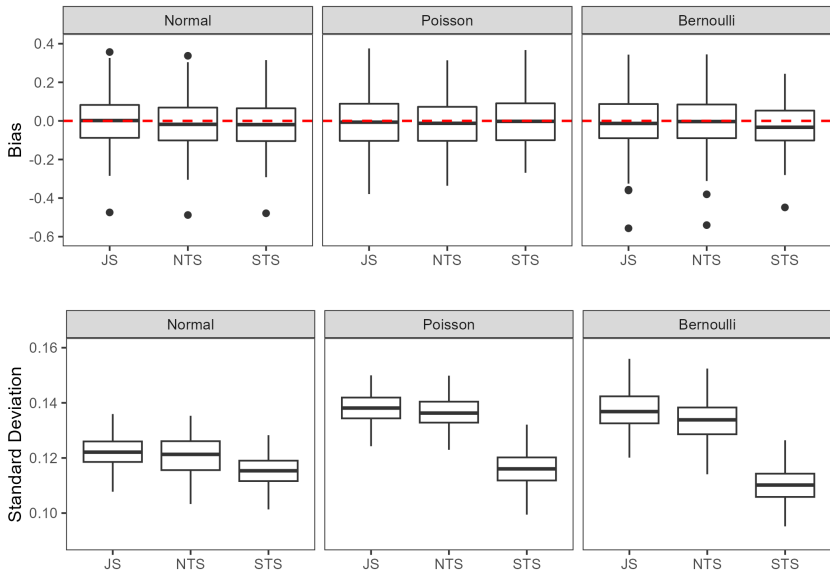 Normal Poisson Bernoulli
0.4
0.2
0.0
-0.2
-0.4
-0.6
Bias
JS NTS STS JS NTS STS JS NTS STS
Normal Poisson Bernoulli
0.16
0.14
0.12
0.10
Standard Deviation
JS NTS STS JS NTS STS JS NTS STS